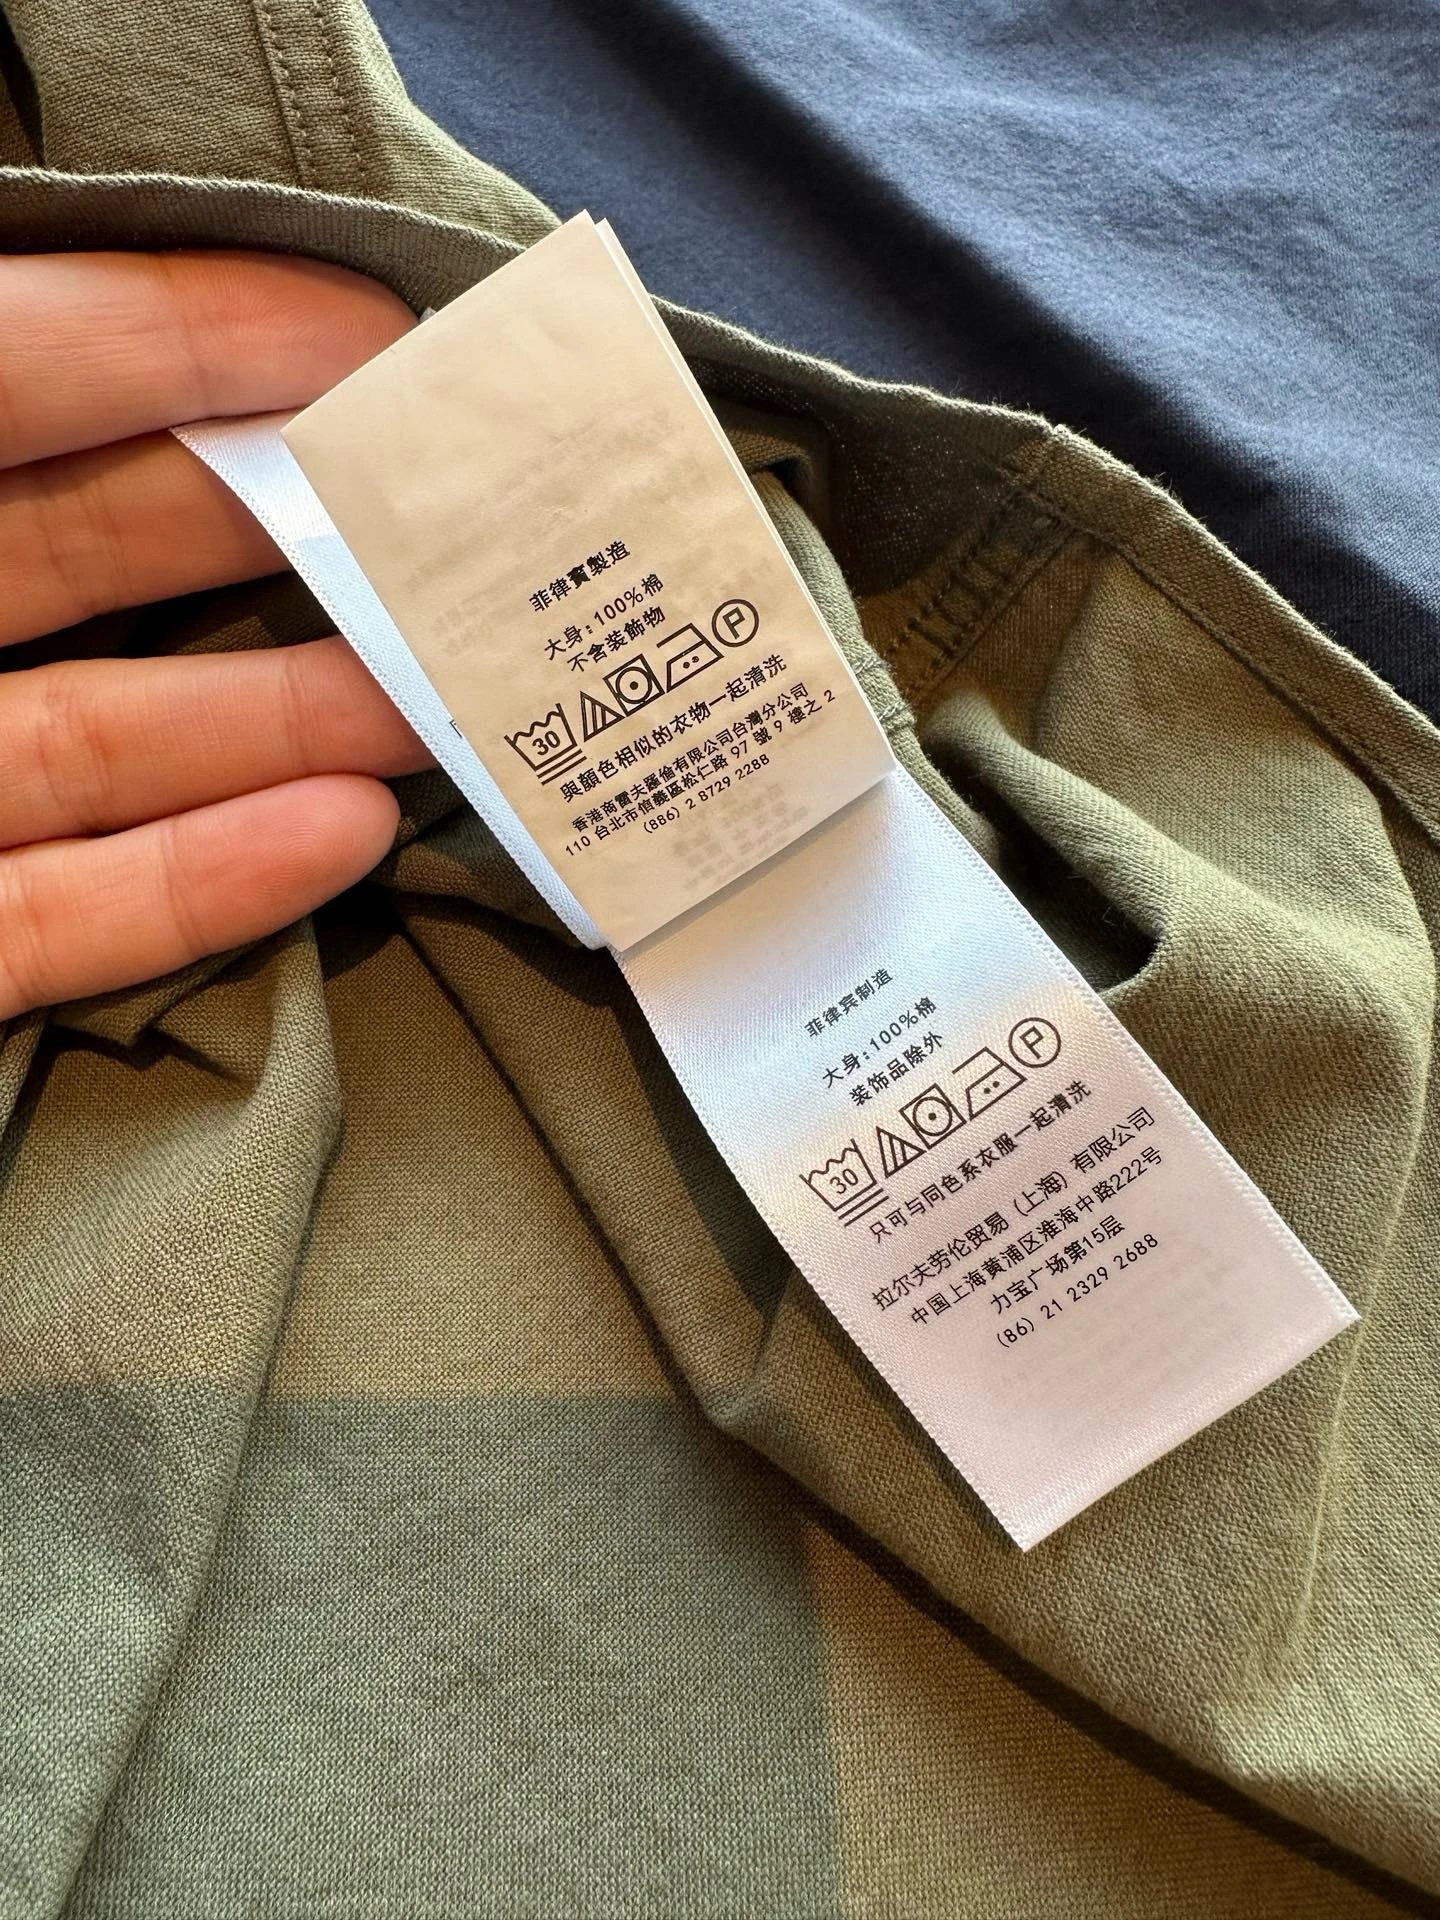 菲律賓製造
大身:100%棉
不含装飾物
30
P
與顏色相似的衣物一起清洗
香港商雷夫羅倫有限公司台灣分公司
110 台北市信義區松仁路 97 號 9 樓之 2
(886) 2 8729 2288
菲律宾制造
大身:100%棉
装饰品除外
30
P
只可与同色系衣服一起清洗
拉尔夫劳伦贸易 (上海) 有限公司
中国上海黄浦区淮海中路222号
力宝广场第15层
(86) 21 2329 2688